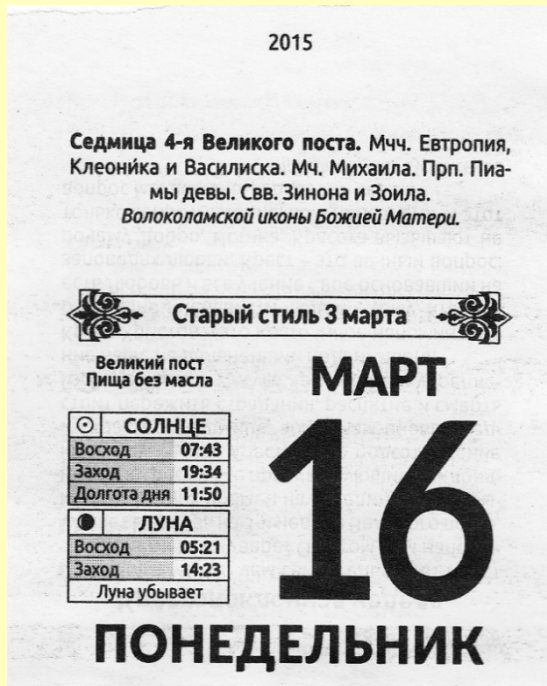 2015
Седмица 4-я Великого поста. Мчч. Евтропия,
Клеони́ка и Василиска. Мч. Михаила. Прп. Пиа-
мы девы. Свв. Зинона и Зоила.
Волоколамской иконы Божией Матери.
Старый стиль 3 марта
Великий пост
Пища без масла
СОЛНЦЕ
Восход 07:43
Заход 19:34
Долгота дня 11:50
ЛУНА
Восход 05:21
Заход 14:23
Луна убывает
МАРТ
16
ПОНЕДЕЛЬНИК